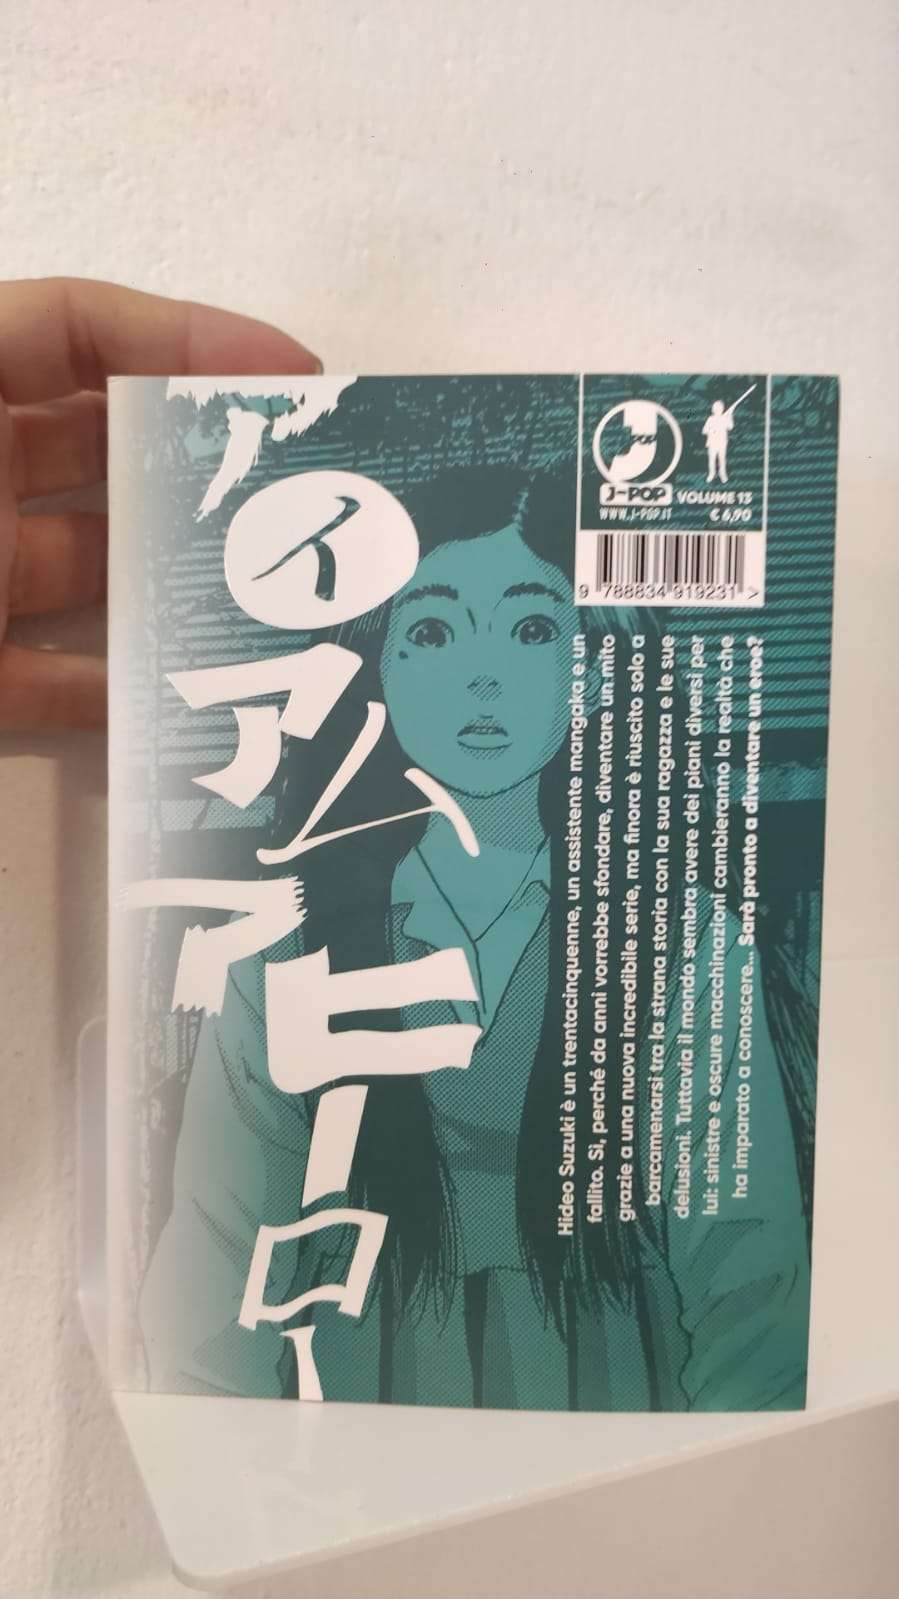 アイアムアヒーロー
J-POP
J-POP
WWW.J-POP.IT
VOLUME 13
€ 6,90
9 788834 919231 >
Hideo Suzuki è un trentacinquenne, un assistente mangaka e un
fallito. Sì, perché da anni vorrebbe sfondare, diventare un mito
grazie a una nuova incredibile serie, ma finora è riuscito solo a
barcamenarsi tra la strana storia con la sua ragazza e le sue
delusioni. Tuttavia il mondo sembra avere dei piani diversi per
lui: sinistre e oscure macchinazioni cambieranno la realtà che
ha imparato a conoscere... Sarà pronto a diventare un eroe?